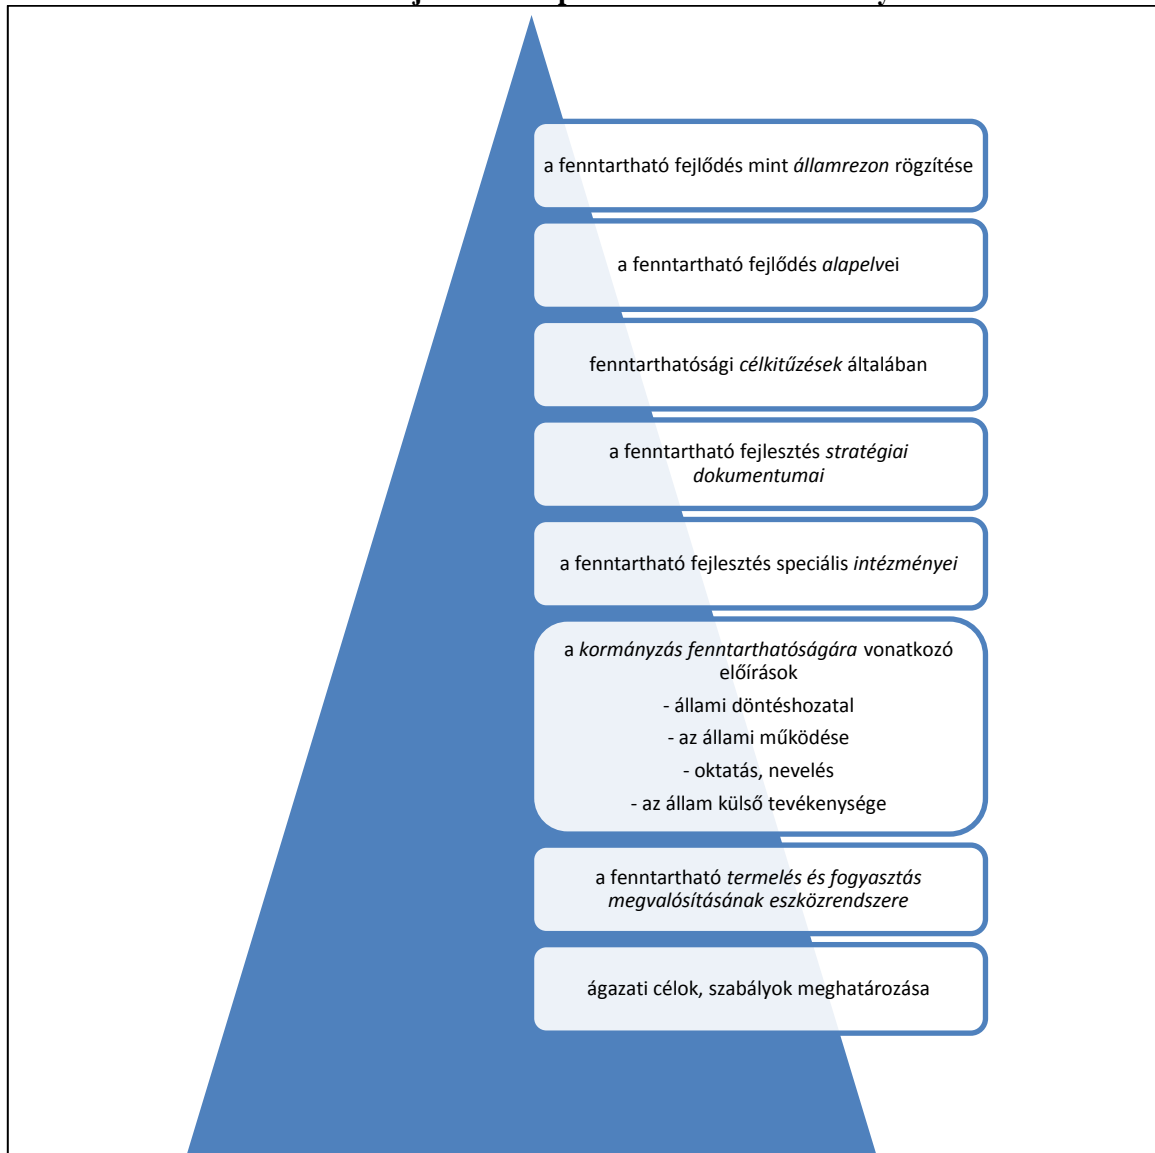 a fenntartható fejlődés mint államrezon rögzítése
a fenntartható fejlődés alapelvei
fenntarthatósági célkitűzések általában
a fenntartható fejlesztés stratégiai
dokumentumai
a fenntartható fejlesztés speciális intézményei
a kormányzás fenntarthatóságára vonatkozó
előírások
- állami döntéshozatal
- az állami működése
- oktatás, nevelés
- az állam külső tevékenysége
a fenntartható termelés és fogyasztás
megvalósításának eszközrendszere
ágazati célok, szabályok meghatározása